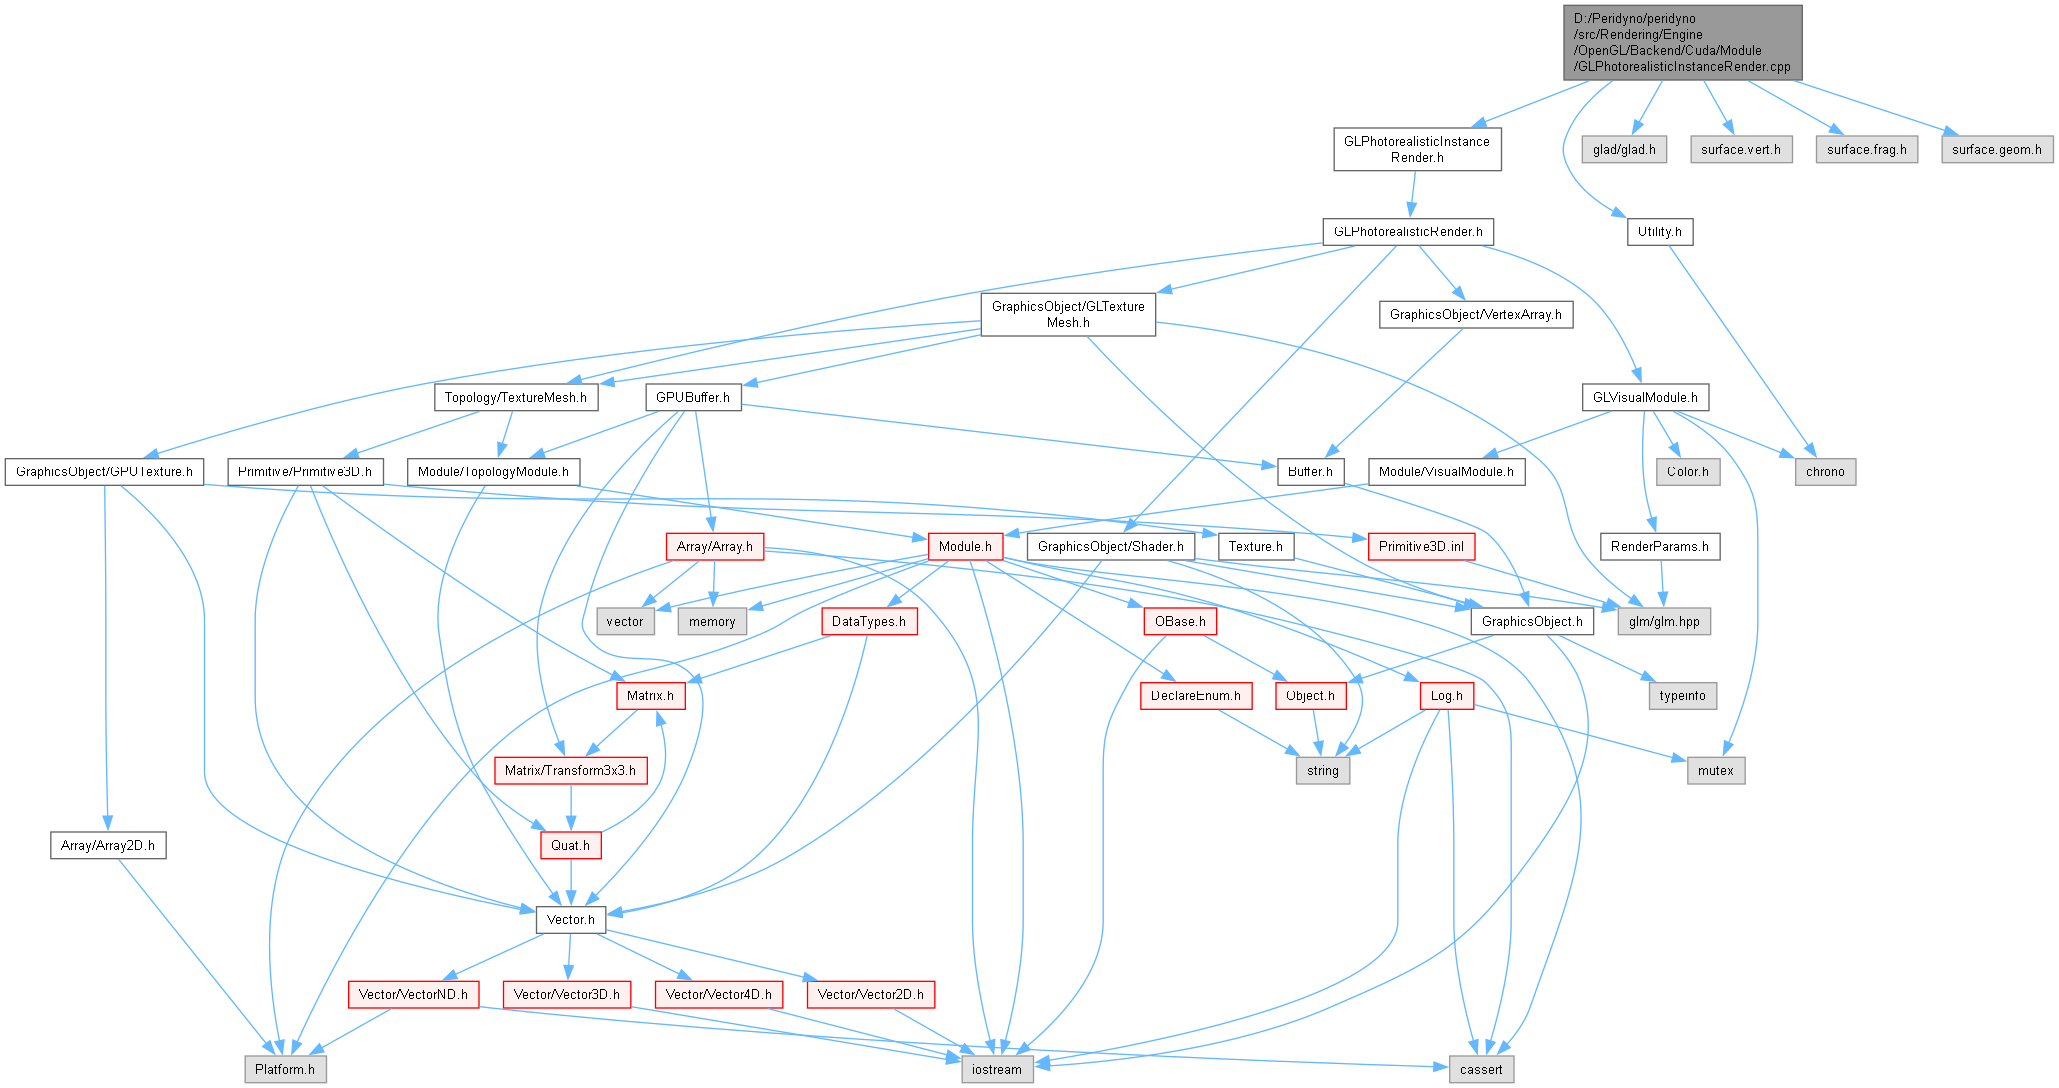 D:/Peridyno/peridyno
/src/Rendering/Engine
/OpenGL/Backend/Cuda/Module
/GLPhotorealisticInstanceRender.cpp
GLPhotorealisticInstance
Render.h
glad/glad.h
surface.vert.h
surface.frag.h
surface.geom.h
GLPhotorealisticRender.h
Utility.h
GraphicsObject/GLTexture
Mesh.h
GraphicsObject/VertexArray.h
Topology/TextureMesh.h
GPUBuffer.h
GLVisualModule.h
GraphicsObject/GPUTexture.h
Primitive/Primitive3D.h
Module/TopologyModule.h
Buffer.h
Module/VisualModule.h
Color.h
chrono
Array/Array.h
Module.h
GraphicsObject/Shader.h
Texture.h
Primitive3D.inl
RenderParams.h
vector
memory
DataTypes.h
OBase.h
GraphicsObject.h
glm/glm.hpp
Matrix.h
DeclareEnum.h
Object.h
Log.h
typeinfo
Matrix/Transform3x3.h
string
mutex
Array/Array2D.h
Quat.h
Vector.h
Vector/VectorND.h
Vector/Vector3D.h
Vector/Vector4D.h
Vector/Vector2D.h
Platform.h
iostream
cassert